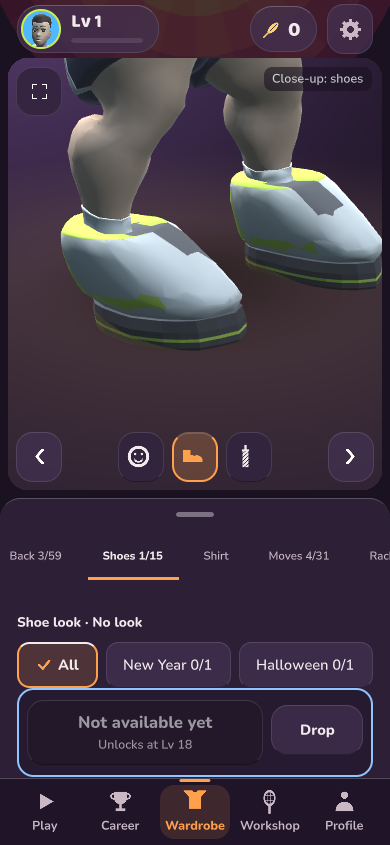 Lv 1
0
Close-up: shoes
Back 3/59
Shoes 1/15
Shirt
Moves 4/31
Shoe look · No look
All
New Year 0/1
Halloween 0/1
Not available yet
Unlocks at Lv 18
Drop
Play
Career
Wardrobe
Workshop
Profile